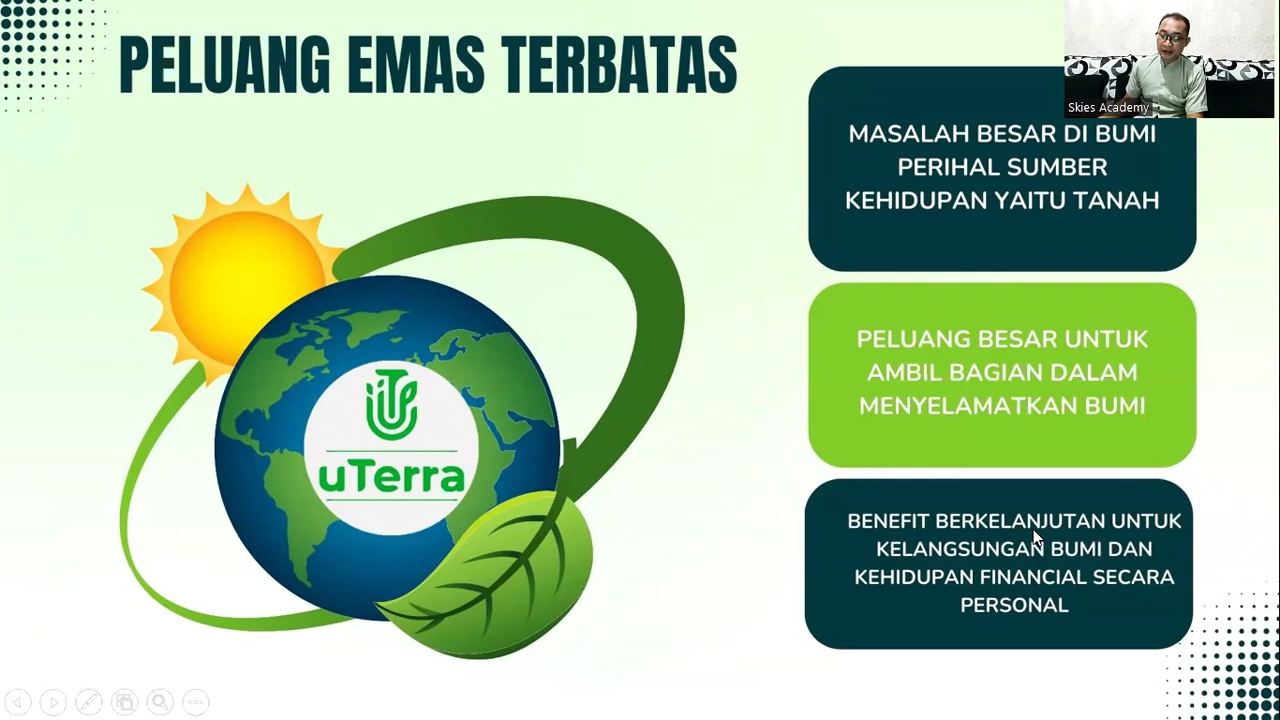 PELUANG EMAS TERBATAS
Skies Academy
MASALAH BESAR DI BUMI
PERIHAL SUMBER
KEHIDUPAN YAITU TANAH
PELUANG BESAR UNTUK
AMBIL BAGIAN DALAM
MENYELAMATKAN BUMI
uTerra
BENEFIT BERKELANJUTAN UNTUK
KELANGSUNGAN BUMI DAN
KEHIDUPAN FINANCIAL SECARA
PERSONAL